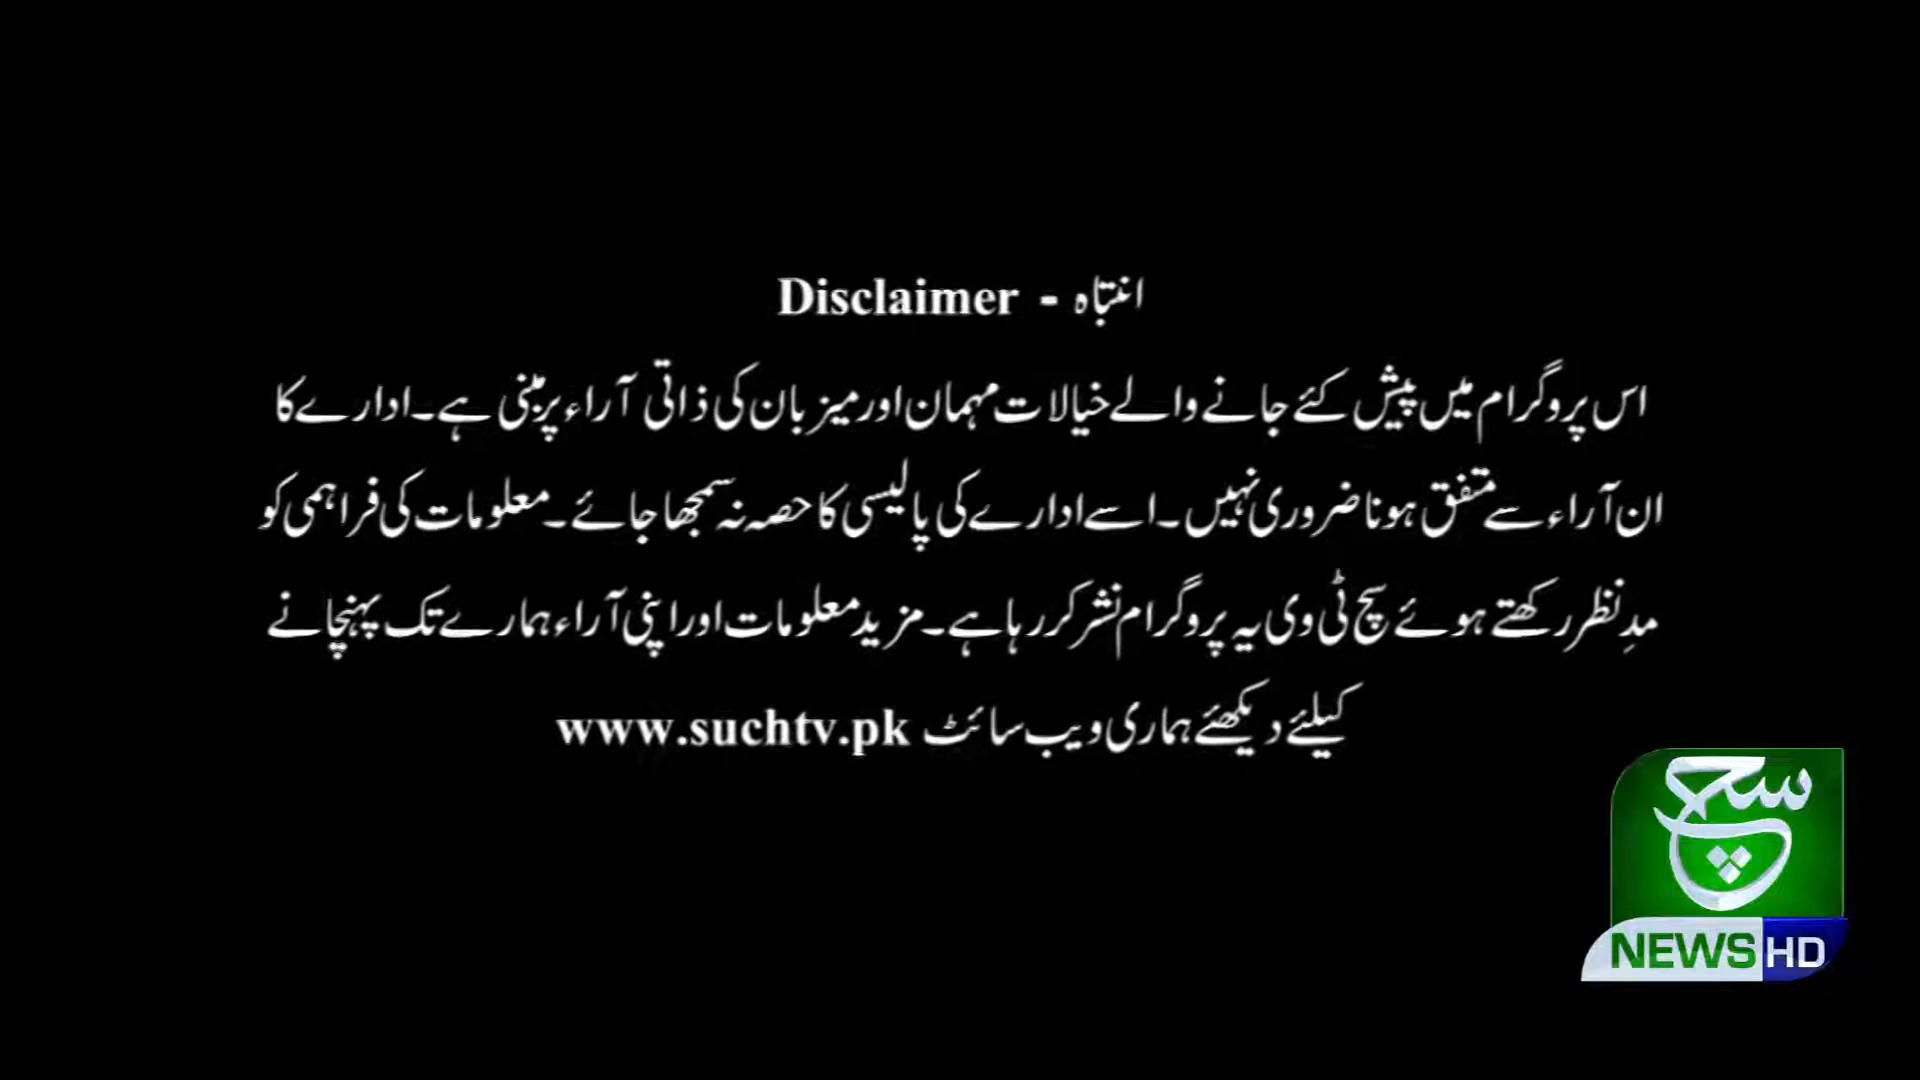 انتباہ - Disclaimer
اس پروگرام میں پیش کئے جانے والے خیالات مہمان اور میزبان کی ذاتی آراء پر مبنی ہے۔ ادارے کا
ان آراء سے متفق ہونا ضروری نہیں۔ اسے ادارے کی پالیسی کا حصہ نہ سمجھا جائے۔ معلومات کی فراہمی کو
مدِ نظر رکھتے ہوئے سچ ٹی وی یہ پروگرام نشر کر رہا ہے۔ مزید معلومات اور اپنی آراء ہمارے تک پہنچانے
کیلئے دیکھئے ہماری ویب سائٹ www.suchtv.pk
سچ
NEWS HD